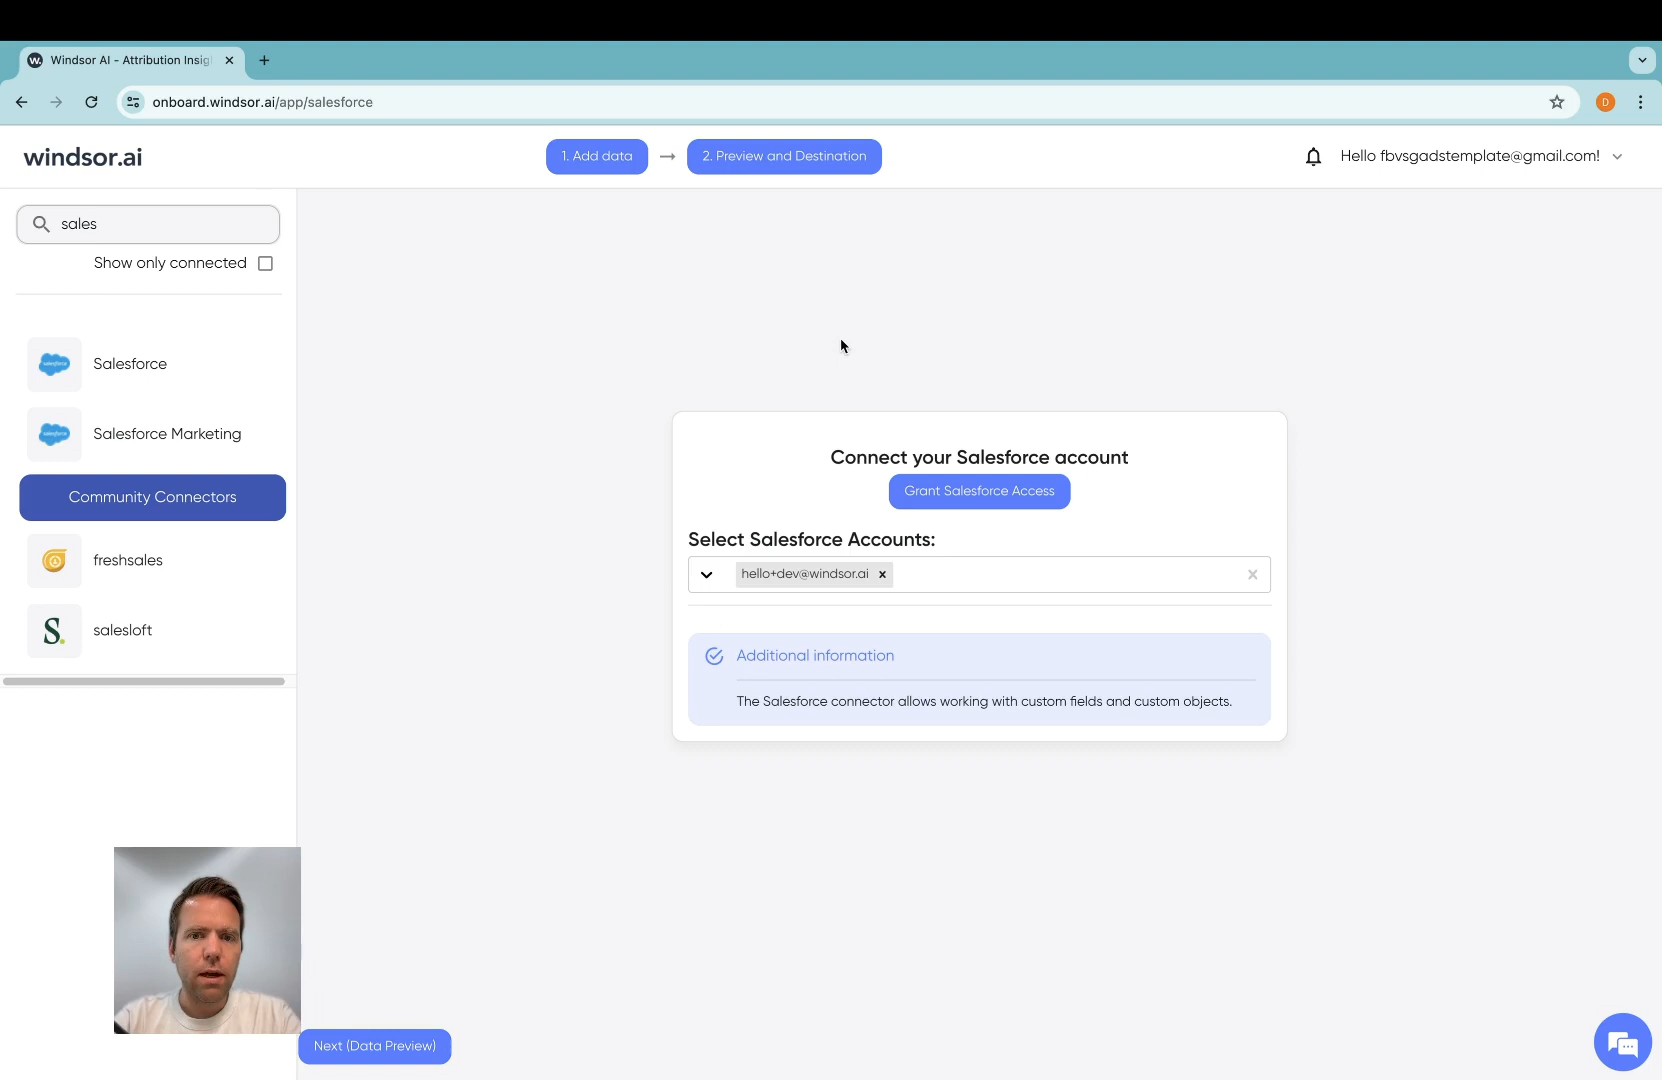 Windsor AI - Attribution Insig
onboard.windsor.ai/app/salesforce
D
windsor.ai
1. Add data
2. Preview and Destination
Hello fbvsgadstemplate@gmail.com!
sales
Show only connected
Salesforce
Salesforce Marketing
Community Connectors
freshsales
S. salesloft
Connect your Salesforce account
Grant Salesforce Access
Select Salesforce Accounts:
hello+dev@windsor.ai
Additional information
The Salesforce connector allows working with custom fields and custom objects.
Next (Data Preview)